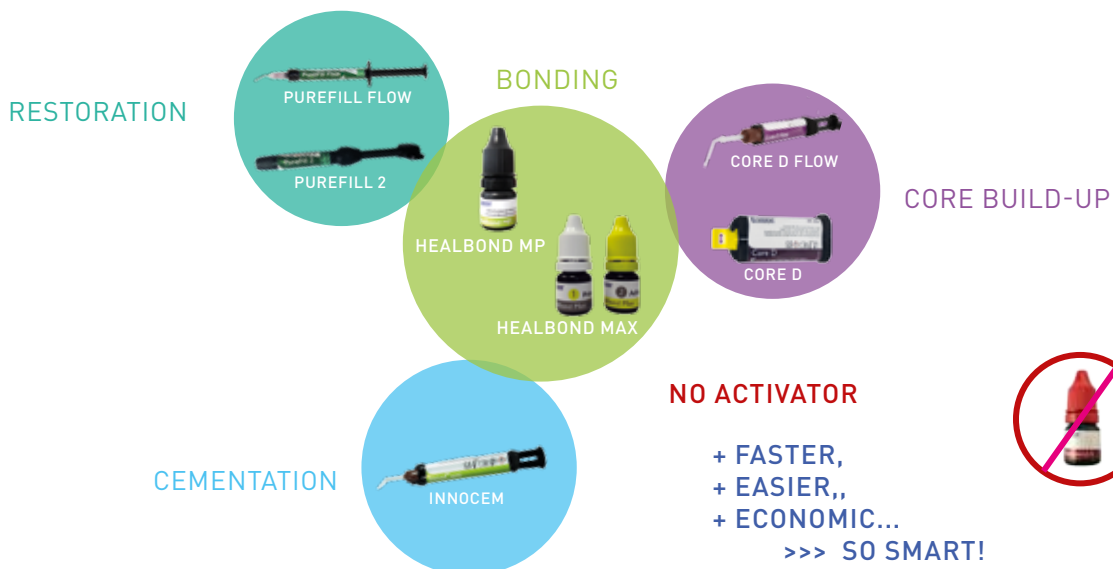 RESTORATION
PUREFILL FLOW
PUREFILL 2
BONDING
HEALBOND MP
HEALBOND MAX
CORE D FLOW
Core D
CORE D
CORE BUILD-UP
CEMENTATION
INNOCEM
NO ACTIVATOR
+ FASTER,
+ EASIER,,
+ ECONOMIC...
>>> SO SMART!